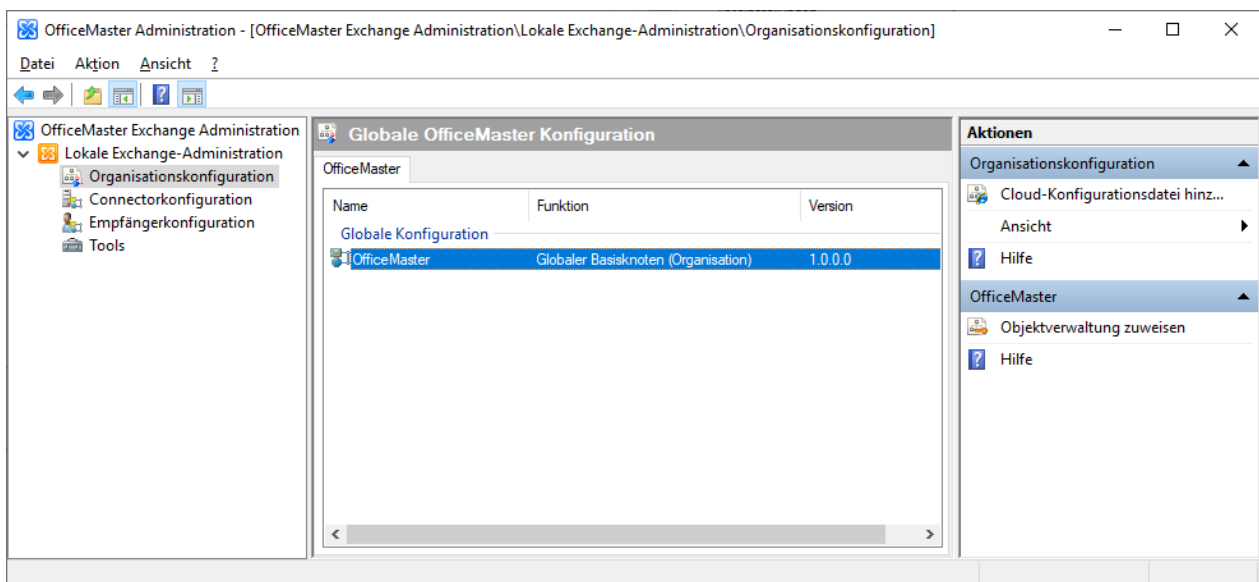 OfficeMaster Administration - [OfficeMaster Exchange Administration\Lokale Exchange-Administration\Organisationskonfiguration]
Datei Aktion Ansicht ?
OfficeMaster Exchange Administration
Lokale Exchange-Administration
Organisationskonfiguration
Connectorkonfiguration
Empfängerkonfiguration
Tools
Globale OfficeMaster Konfiguration
OfficeMaster
Name Funktion Version
Globale Konfiguration
OfficeMaster Globaler Basisknoten (Organisation) 1.0.0.0
Aktionen
Organisationskonfiguration
Cloud-Konfigurationsdatei hinz...
Ansicht
Hilfe
OfficeMaster
Objektverwaltung zuweisen
Hilfe